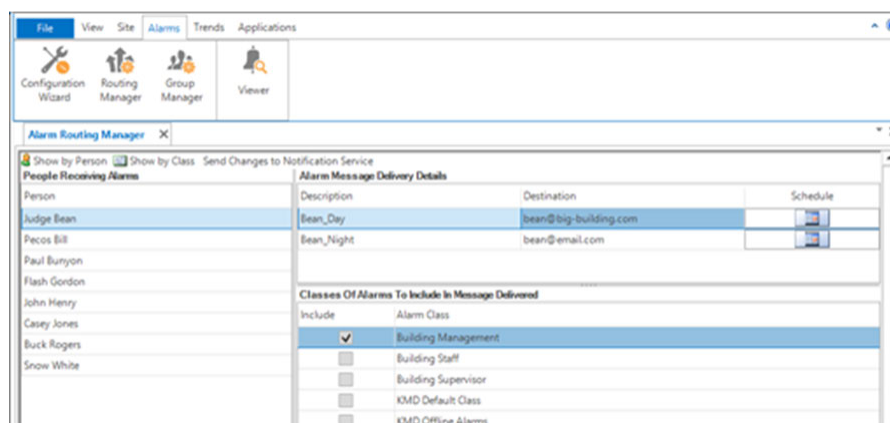 File View Site Alarms Trends Applications
Configuration Wizard
Routing Manager
Group Manager
Viewer
Alarm Routing Manager
Show by Person Show by Class Send Changes to Notification Service
People Receiving Alarms
Person
Judge Bean
Pecos Bill
Paul Bunyon
Flash Gordon
John Henry
Casey Jones
Buck Rogers
Snow White
Alarm Message Delivery Details
Description Destination Schedule
Bean_Day bean@big-building.com
Bean_Night bean@email.com
Classes Of Alarms To Include In Message Delivered
Include Alarm Class
Building Management
Building Staff
Building Supervisor
KMD Default Class
KMD Offline Alarms